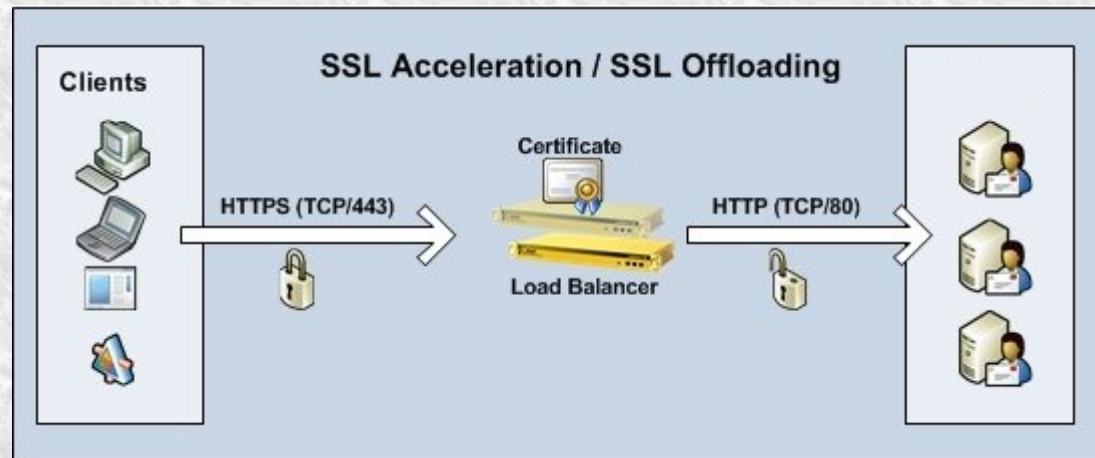 SSL Acceleration / SSL Offloading
Clients
Certificate
HTTPS (TCP/443)
HTTP (TCP/80)
Load Balancer